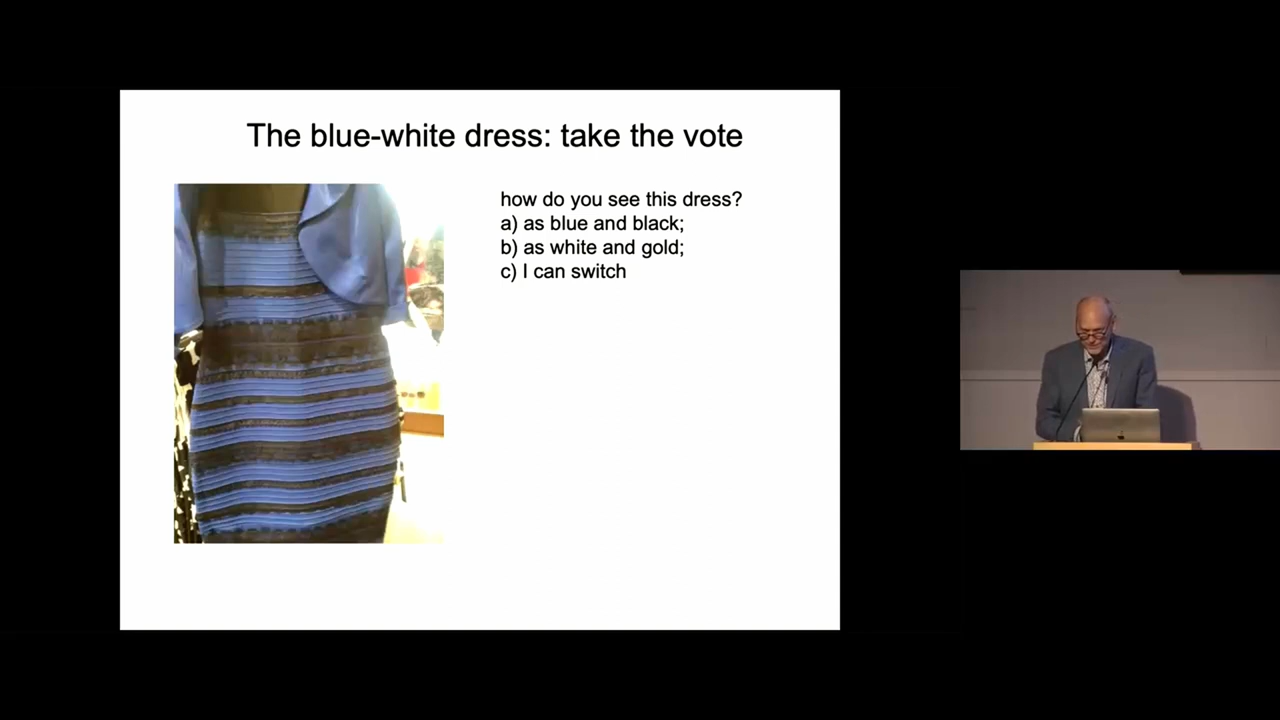 The blue-white dress: take the vote
how do you see this dress?
a) as blue and black;
b) as white and gold;
c) I can switch